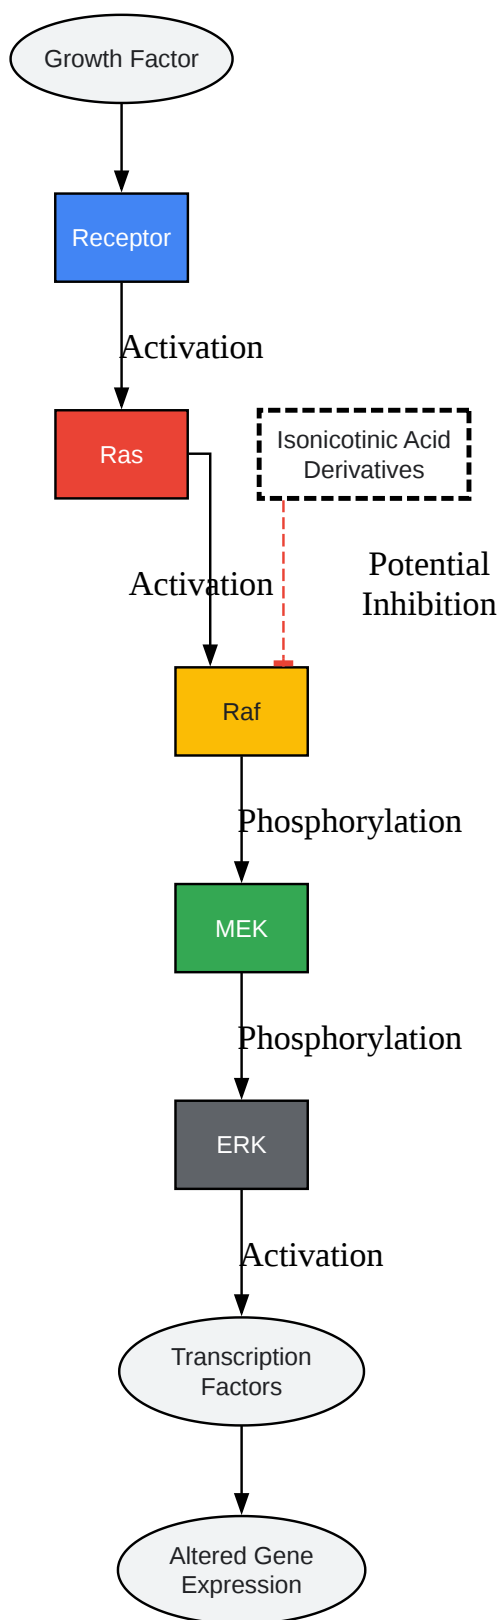 Growth Factor
Receptor
Activation
Ras
Isonicotinic Acid
Derivatives
Activation
Potential
Inhibition
Raf
Phosphorylation
MEK
Phosphorylation
ERK
Activation
Transcription
Factors
Altered Gene
Expression